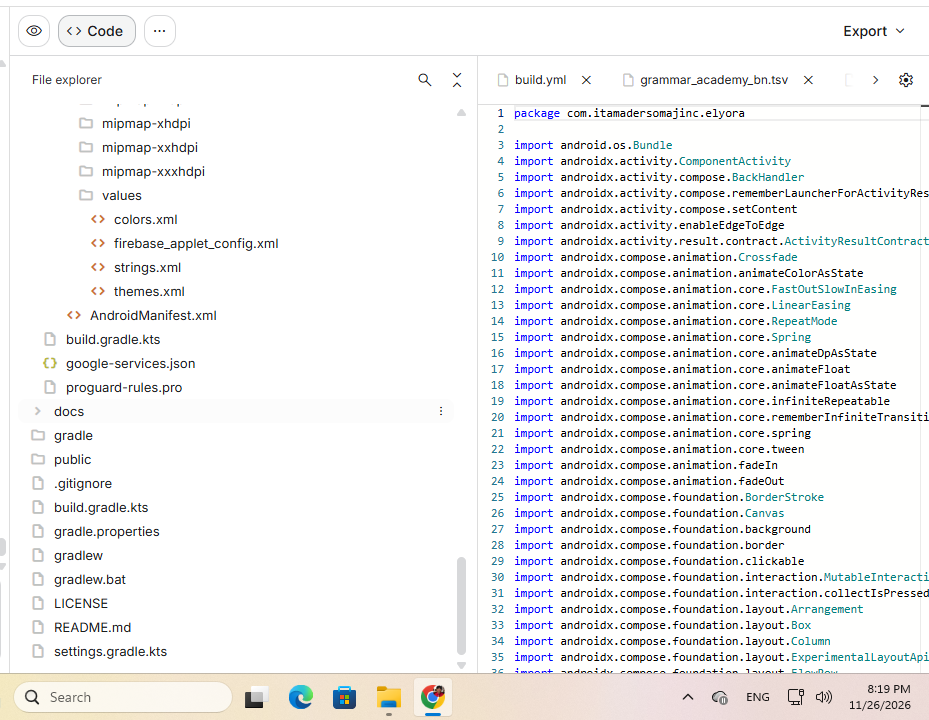 Code
Export
File explorer
build.yml
grammar_academy_bn.tsv
mipmap-xhdpi
mipmap-xxhdpi
mipmap-xxxhdpi
values
colors.xml
firebase_applet_config.xml
strings.xml
themes.xml
AndroidManifest.xml
build.gradle.kts
google-services.json
proguard-rules.pro
docs
gradle
public
.gitignore
build.gradle.kts
gradle.properties
gradlew
gradlew.bat
LICENSE
README.md
settings.gradle.kts
1 package com.itamadersomajinc.elyora
2
3 import android.os.Bundle
4 import androidx.activity.ComponentActivity
5 import androidx.activity.compose.BackHandler
6 import androidx.activity.compose.rememberLauncherForActivityRes
7 import androidx.activity.compose.setContent
8 import androidx.activity.enableEdgeToEdge
9 import androidx.activity.result.contract.ActivityResultContract
10 import androidx.compose.animation.Crossfade
11 import androidx.compose.animation.animateColorAsState
12 import androidx.compose.animation.core.FastOutSlowInEasing
13 import androidx.compose.animation.core.LinearEasing
14 import androidx.compose.animation.core.RepeatMode
15 import androidx.compose.animation.core.Spring
16 import androidx.compose.animation.core.animateDpAsState
17 import androidx.compose.animation.core.animateFloat
18 import androidx.compose.animation.core.animateFloatAsState
19 import androidx.compose.animation.core.infiniteRepeatable
20 import androidx.compose.animation.core.rememberInfiniteTransiti
21 import androidx.compose.animation.core.spring
22 import androidx.compose.animation.core.tween
23 import androidx.compose.animation.fadeIn
24 import androidx.compose.animation.fadeOut
25 import androidx.compose.foundation.BorderStroke
26 import androidx.compose.foundation.Canvas
27 import androidx.compose.foundation.background
28 import androidx.compose.foundation.border
29 import androidx.compose.foundation.clickable
30 import androidx.compose.foundation.interaction.MutableInteracti
31 import androidx.compose.foundation.interaction.collectIsPressed
32 import androidx.compose.foundation.layout.Arrangement
33 import androidx.compose.foundation.layout.Box
34 import androidx.compose.foundation.layout.Column
35 import androidx.compose.foundation.layout.ExperimentalLayoutApi
Search
ENG
8:19 PM
11/26/2026